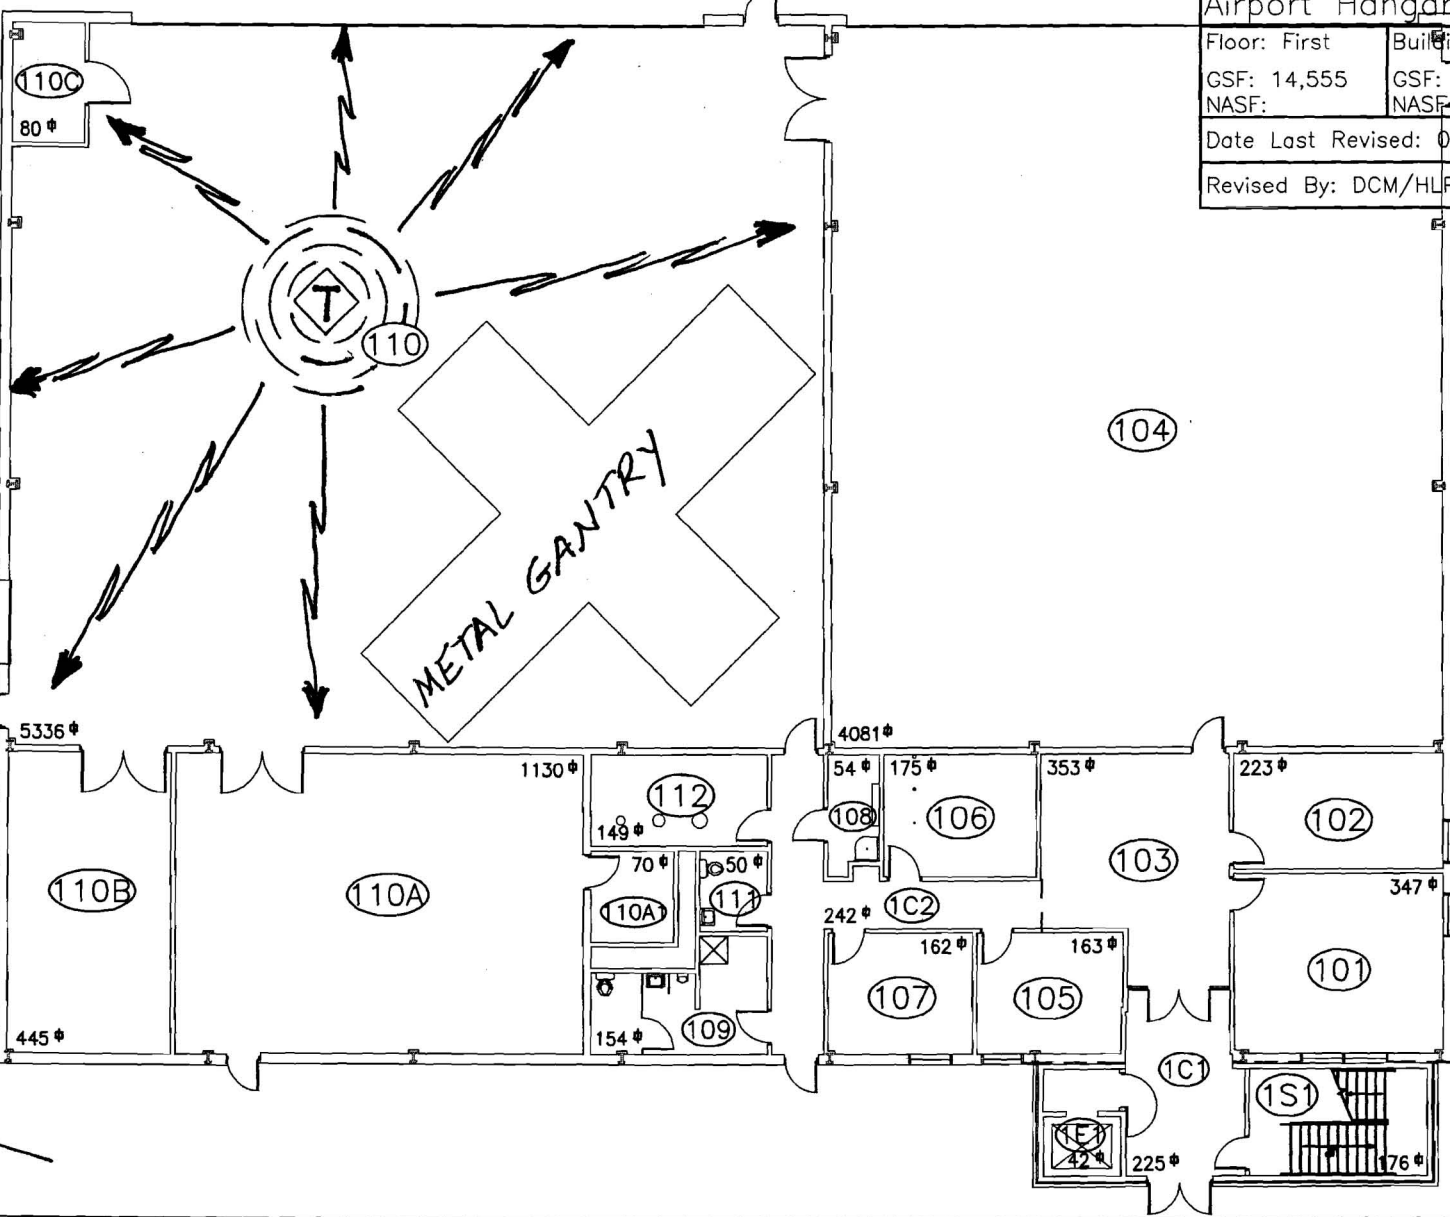 Airport Hangar
Floor: First
GSF: 14,555
GSF:
NASF:
NASF
Date Last Revised: 0
Revised By: DCM/HLP
110C
80 ⌽
T
110
METAL GANTRY
104
5336 ⌽
4081 ⌽
1130 ⌽
112
149 ⌽
54 ⌽
108
175 ⌽
106
353 ⌽
103
223 ⌽
102
110B
110A
70 ⌽
110A1
50 ⌽
111
242 ⌽
1C2
347 ⌽
101
162 ⌽
107
163 ⌽
105
445 ⌽
154 ⌽
109
1C1
1S1
1E1
42 ⌽
225 ⌽
176 ⌽